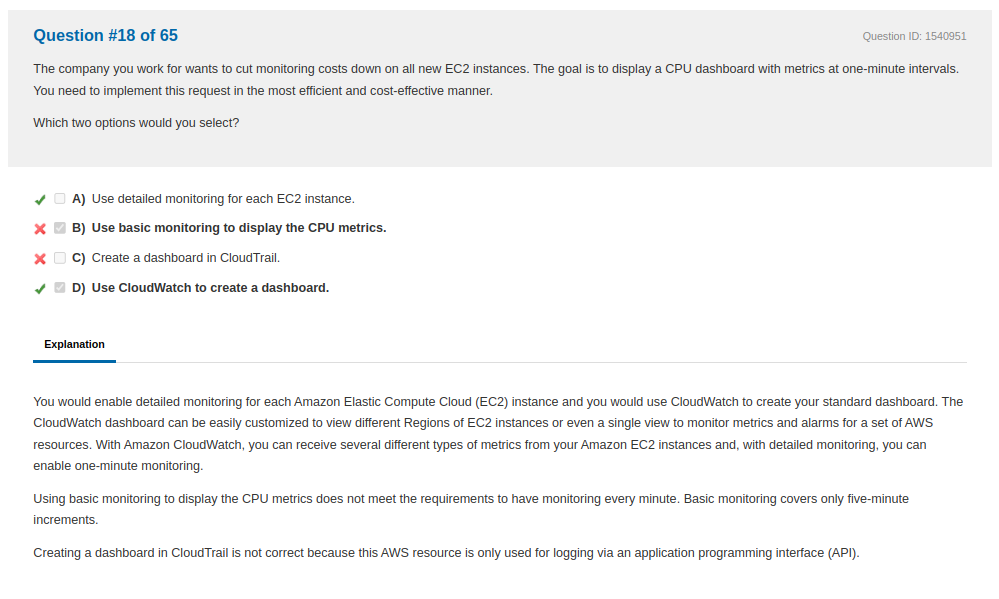 Question #18 of 65
Question ID: 1540951
The company you work for wants to cut monitoring costs down on all new EC2 instances. The goal is to display a CPU dashboard with metrics at one-minute intervals.
You need to implement this request in the most efficient and cost-effective manner.
Which two options would you select?
A) Use detailed monitoring for each EC2 instance.
B) Use basic monitoring to display the CPU metrics.
C) Create a dashboard in CloudTrail.
D) Use CloudWatch to create a dashboard.
Explanation
You would enable detailed monitoring for each Amazon Elastic Compute Cloud (EC2) instance and you would use CloudWatch to create your standard dashboard. The
CloudWatch dashboard can be easily customized to view different Regions of EC2 instances or even a single view to monitor metrics and alarms for a set of AWS
resources. With Amazon CloudWatch, you can receive several different types of metrics from your Amazon EC2 instances and, with detailed monitoring, you can
enable one-minute monitoring.
Using basic monitoring to display the CPU metrics does not meet the requirements to have monitoring every minute. Basic monitoring covers only five-minute
increments.
Creating a dashboard in CloudTrail is not correct because this AWS resource is only used for logging via an application programming interface (API).